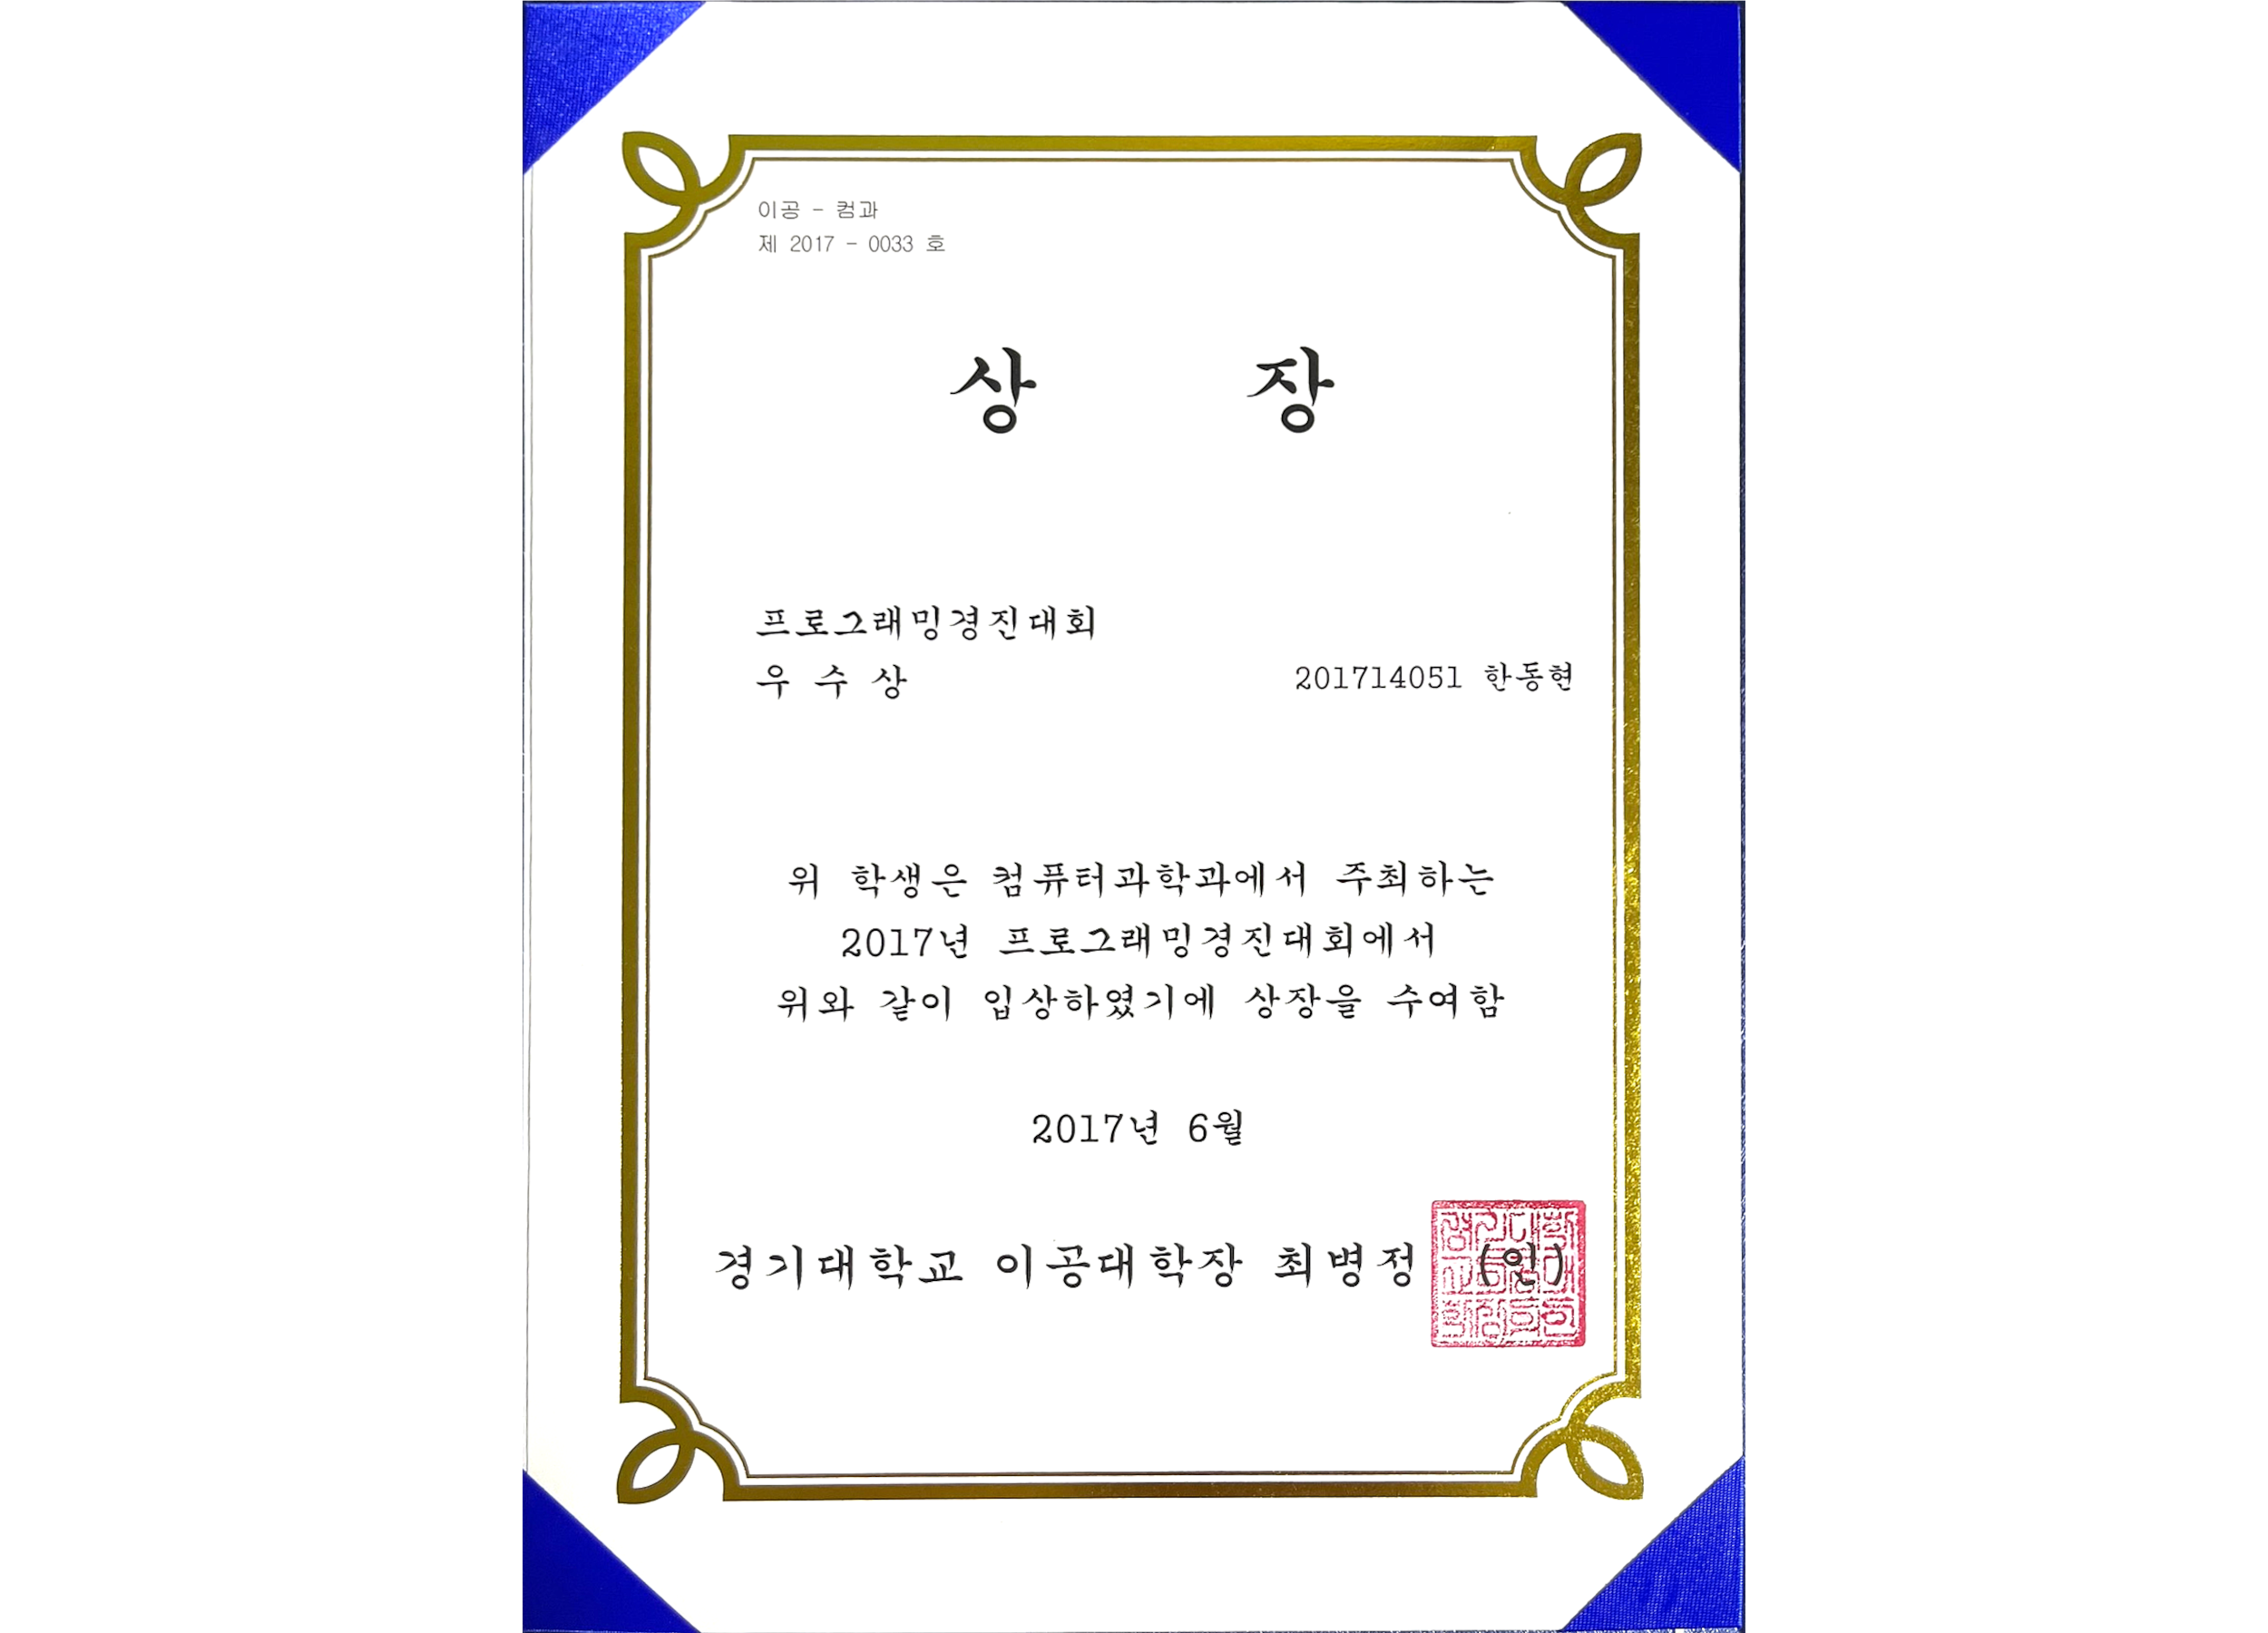 이공 - 컴과
제 2017 - 0033 호
상 장
프로그래밍경진대회
우 수 상 201714051 한동현
위 학생은 컴퓨터과학과에서 주최하는
2017년 프로그래밍경진대회에서
위와 같이 입상하였기에 상장을 수여함
2017년 6월
경기대학교 이공대학장 최병정 (인)